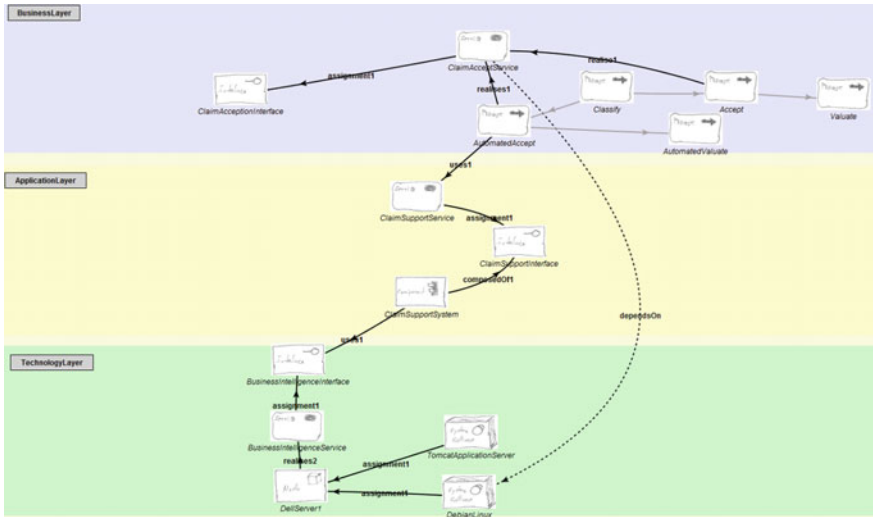 BusinessLayer
ClaimAcceptService
assignment1
realise1
ClaimAcceptionInterface
realises1
Classify
Accept
Valuate
AutomatedAccept
AutomatedValuate
uses1
ApplicationLayer
ClaimSupportService
assignment1
ClaimSupportInterface
composedOf1
ClaimSupportSystem
dependsOn
uses1
TechnologyLayer
BusinessIntelligenceInterface
assignment1
BusinessIntelligenceService
TomcatApplicationServer
realises2
assignment1
assignment1
DellServer1
DebianLinux